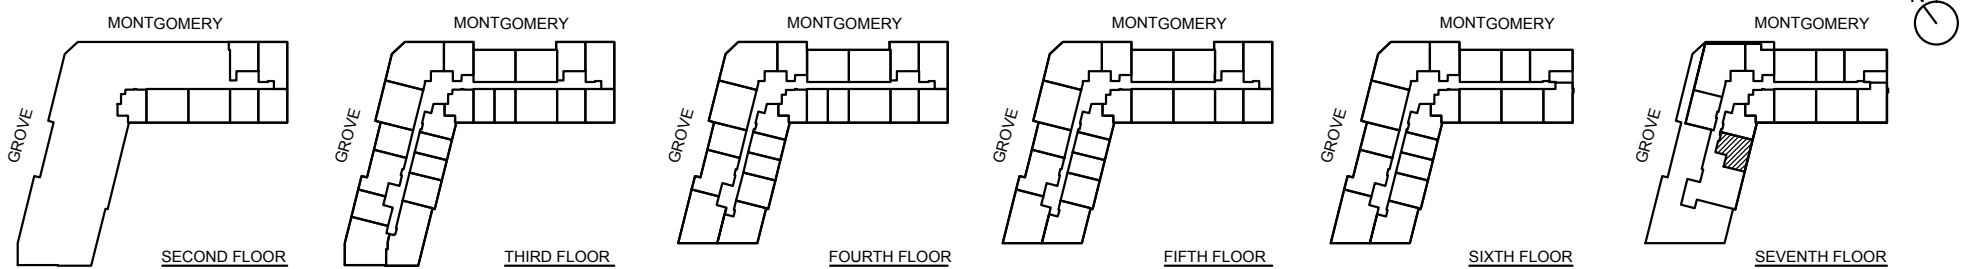 MONTGOMERY
GROVE
SECOND FLOOR
MONTGOMERY
GROVE
THIRD FLOOR
MONTGOMERY
GROVE
FOURTH FLOOR
MONTGOMERY
GROVE
FIFTH FLOOR
MONTGOMERY
GROVE
SIXTH FLOOR
MONTGOMERY
GROVE
SEVENTH FLOOR